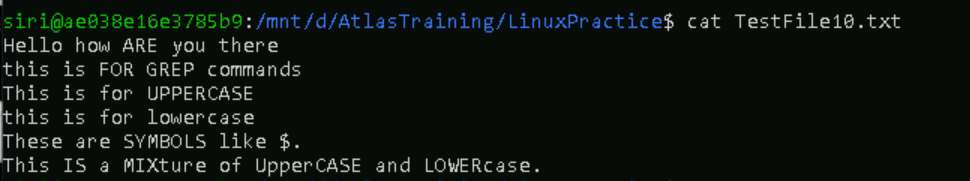 siri@ae038e16e3785b9:/mnt/d/AtlasTraining/LinuxPractice$ cat TestFile10.txt
Hello how ARE you there
this is FOR GREP commands
This is for UPPERCASE
this is for lowercase
These are SYMBOLS like $.
This IS a MIXture of UpperCASE and LOWERcase.